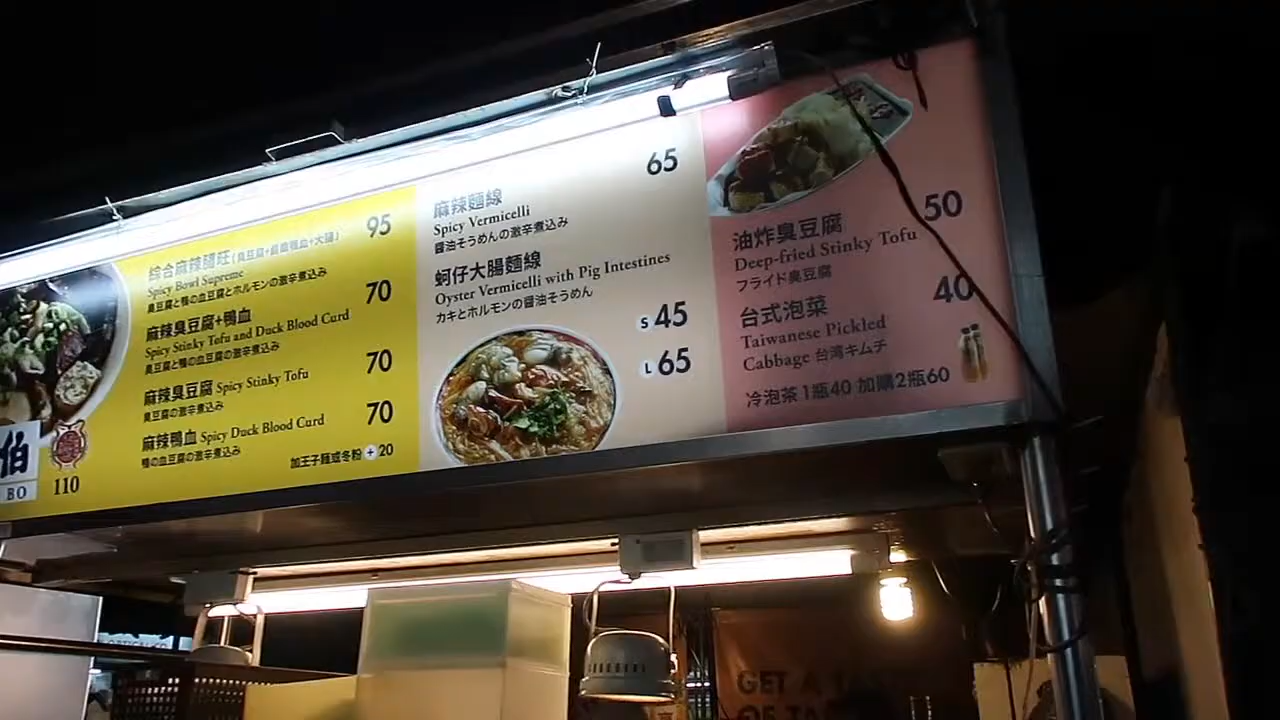 伯
BO
110
綜合麻辣臭臭鍋(臭豆腐+鴨血+大腸)
95
Spicy Bowl Supreme
臭豆腐と鴨の血豆腐とホルモンの激辛煮込み
麻辣臭豆腐+鴨血
70
Spicy Stinky Tofu and Duck Blood Curd
臭豆腐と鴨の血豆腐の激辛煮込み
麻辣臭豆腐 Spicy Stinky Tofu
70
臭豆腐の激辛煮込み
麻辣鴨血 Spicy Duck Blood Curd
70
鴨の血豆腐の激辛煮込み
加王子麵或冬粉+20
麻辣麵線
65
Spicy Vermicelli
醤油そうめんの激辛煮込み
蚵仔大腸麵線
Oyster Vermicelli with Pig Intestines
カキとホルモンの醤油そうめん
S 45
L 65
油炸臭豆腐
50
Deep-fried Stinky Tofu
フライド臭豆腐
台式泡菜
40
Taiwanese Pickled
Cabbage 台湾キムチ
冷泡茶1瓶40 加購2瓶60
GET A